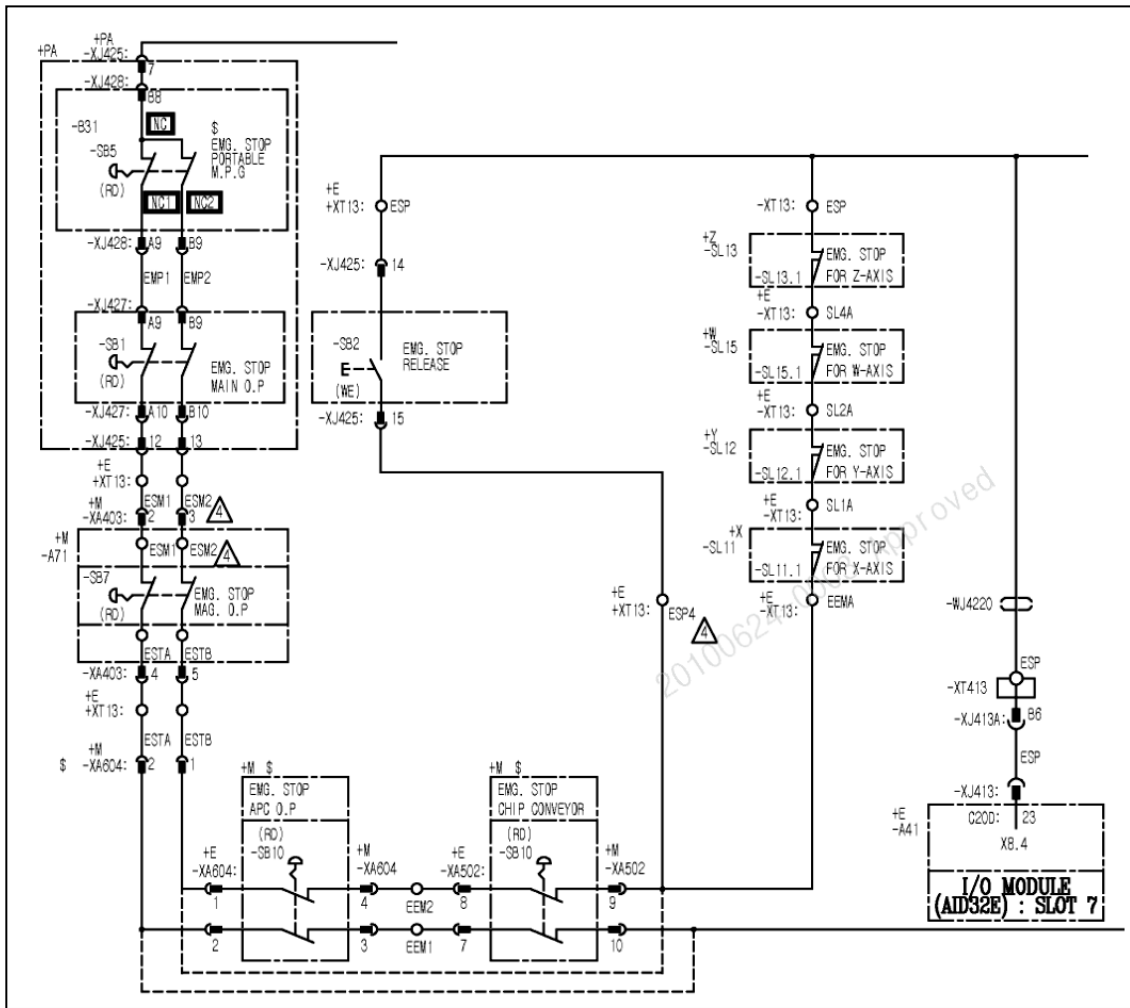 +PA
+PA
-XJ425:
7
-XJ428:
B8
-B31
NC
$
EMG. STOP
PORTABLE
M.P.G
-SB5
(RD)
NC1
NC2
-XJ428:
A9
B9
EMP1
EMP2
-XJ427:
A9
B9
-SB1
(RD)
EMG. STOP
MAIN O.P
-XJ427:
A10
B10
-XJ425:
12
13
+E
+XT13:
+M
-XA403:
ESM1
ESM2
2
3
4
+M
-A71
ESM1
ESM2
4
-SB7
(RD)
EMG. STOP
MAG. O.P
ESTA
ESTB
-XA403:
4
5
+E
+XT13:
ESTA
ESTB
$
+M
-XA604:
2
1
+E
+XT13:
ESP
-XJ425:
14
-SB2
(WE)
EMG. STOP
RELEASE
-XJ425:
15
+E
+XT13:
ESP4
4
+M $
EMG. STOP
APC O.P
(RD)
-SB10
+E
-XA604:
1
2
+M
-XA604
4
3
EEM2
EEM1
+M $
EMG. STOP
CHIP CONVEYOR
(RD)
-SB10
+E
-XA502:
8
7
+M
-XA502
9
10
-XT13:
ESP
+Z
-SL13
-SL13.1
EMG. STOP
FOR Z-AXIS
+E
-XT13:
SL4A
+W
-SL15
-SL15.1
EMG. STOP
FOR W-AXIS
+E
-XT13:
SL2A
+Y
-SL12
-SL12.1
EMG. STOP
FOR Y-AXIS
+E
-XT13:
SL1A
+X
-SL11
-SL11.1
EMG. STOP
FOR X-AXIS
+E
-XT13:
EEMA
-WJ4220
ESP
-XT413
-XJ413A:
B6
ESP
-XJ413:
+E
-A41
C20D:
23
X8.4
I/O MODULE
(AID32E) : SLOT 7